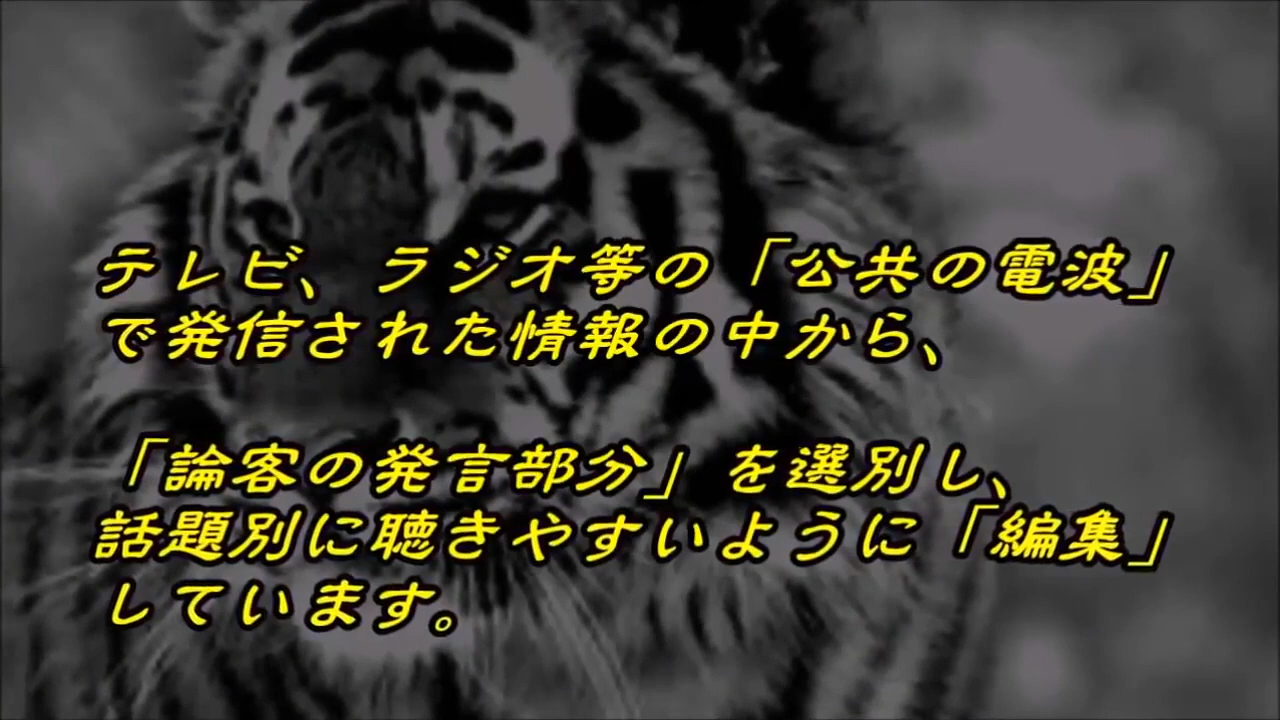 テレビ、ラジオ等の「公共の電波」
で発信された情報の中から、
「論客の発言部分」を選別し、
話題別に聴きやすいように「編集」
しています。